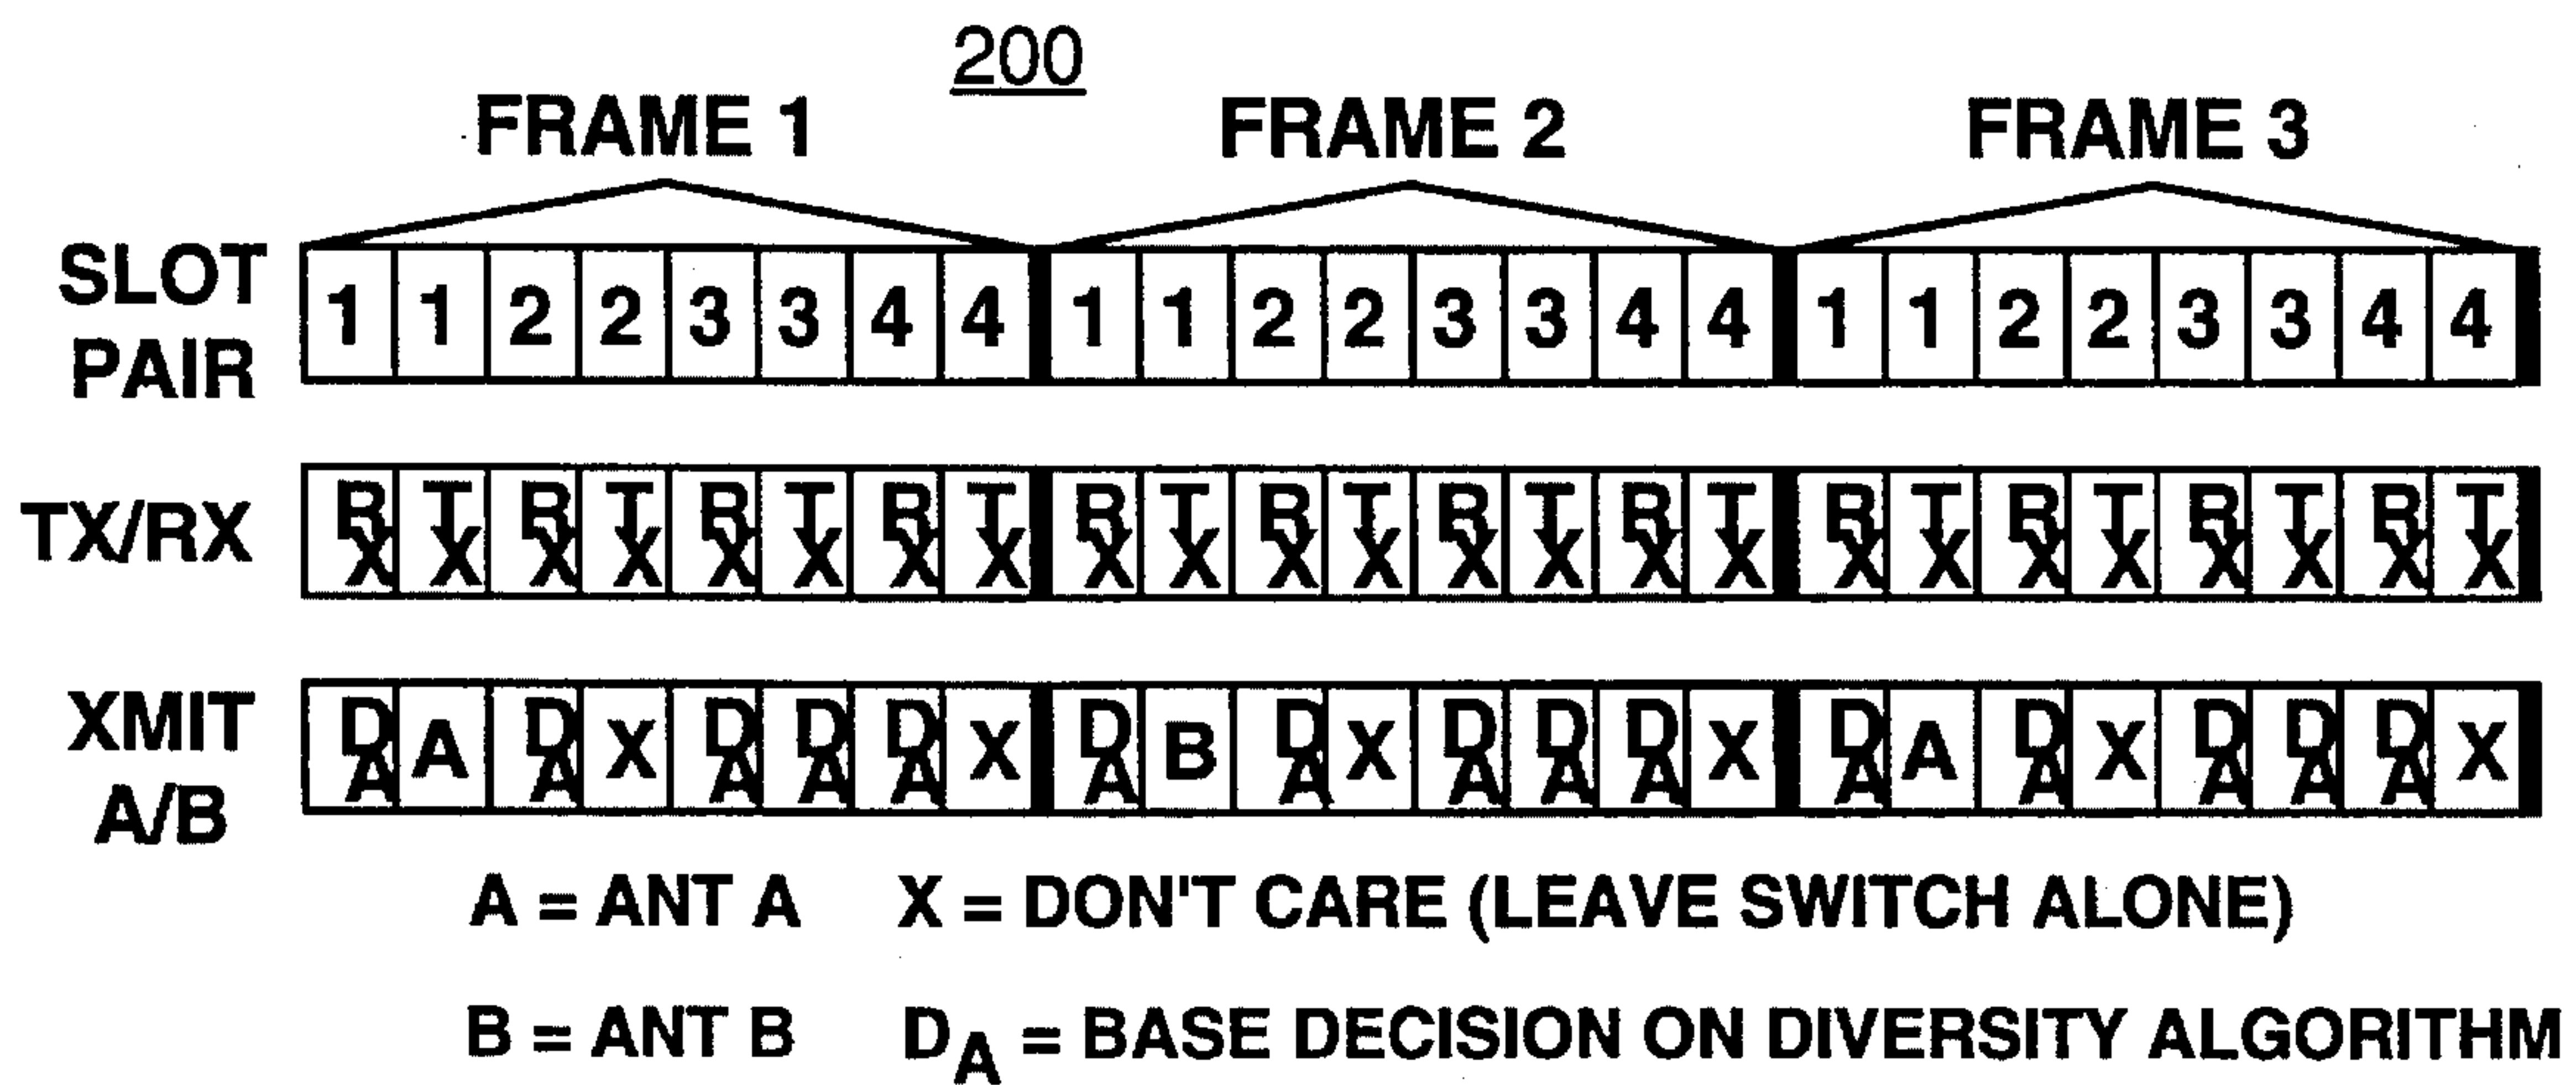 200
FRAME 1 FRAME 2 FRAME 3
SLOT PAIR 1 1 2 2 3 3 4 4 1 1 2 2 3 3 4 4 1 1 2 2 3 3 4 4
TX/RX RX TX RX TX RX TX RX TX RX TX RX TX RX TX RX TX RX TX RX TX RX TX RX TX
XMIT A/B DA A DA X DA DA DA X DA B DA X DA DA DA X DA A DA X DA DA DA X
A = ANT A X = DON'T CARE (LEAVE SWITCH ALONE)
B = ANT B DA = BASE DECISION ON DIVERSITY ALGORITHM